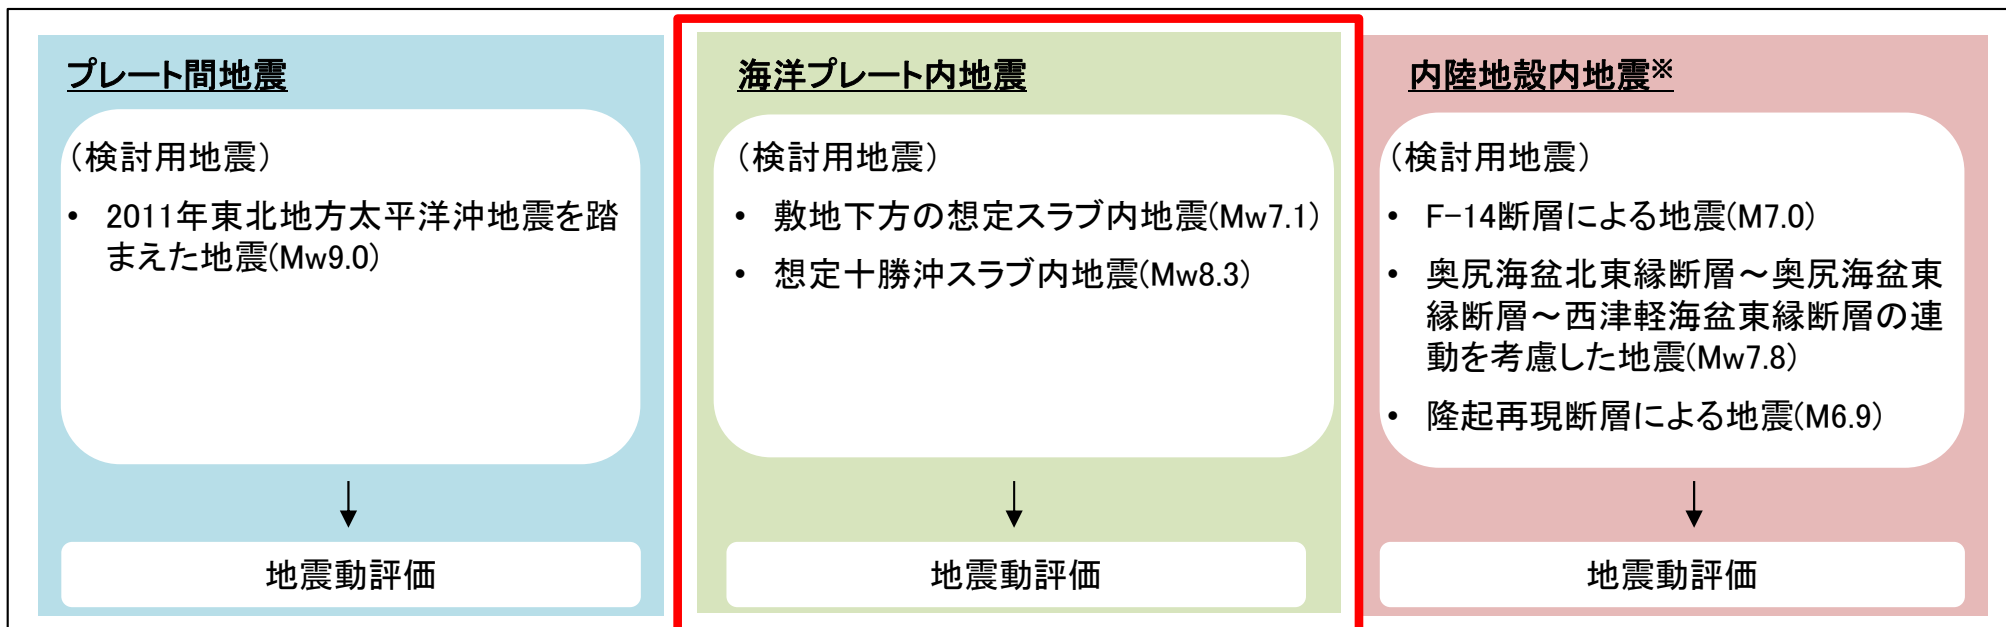 プレート間地震
(検討用地震)
• 2011年東北地方太平洋沖地震を踏
まえた地震(Mw9.0)
地震動評価
海洋プレート内地震
(検討用地震)
• 敷地下方の想定スラブ内地震(Mw7.1)
• 想定十勝沖スラブ内地震(Mw8.3)
地震動評価
内陸地殻内地震※
(検討用地震)
• F-14断層による地震(M7.0)
• 奥尻海盆北東縁断層～奥尻海盆東
縁断層～西津軽海盆東縁断層の連
動を考慮した地震(Mw7.8)
• 隆起再現断層による地震(M6.9)
地震動評価